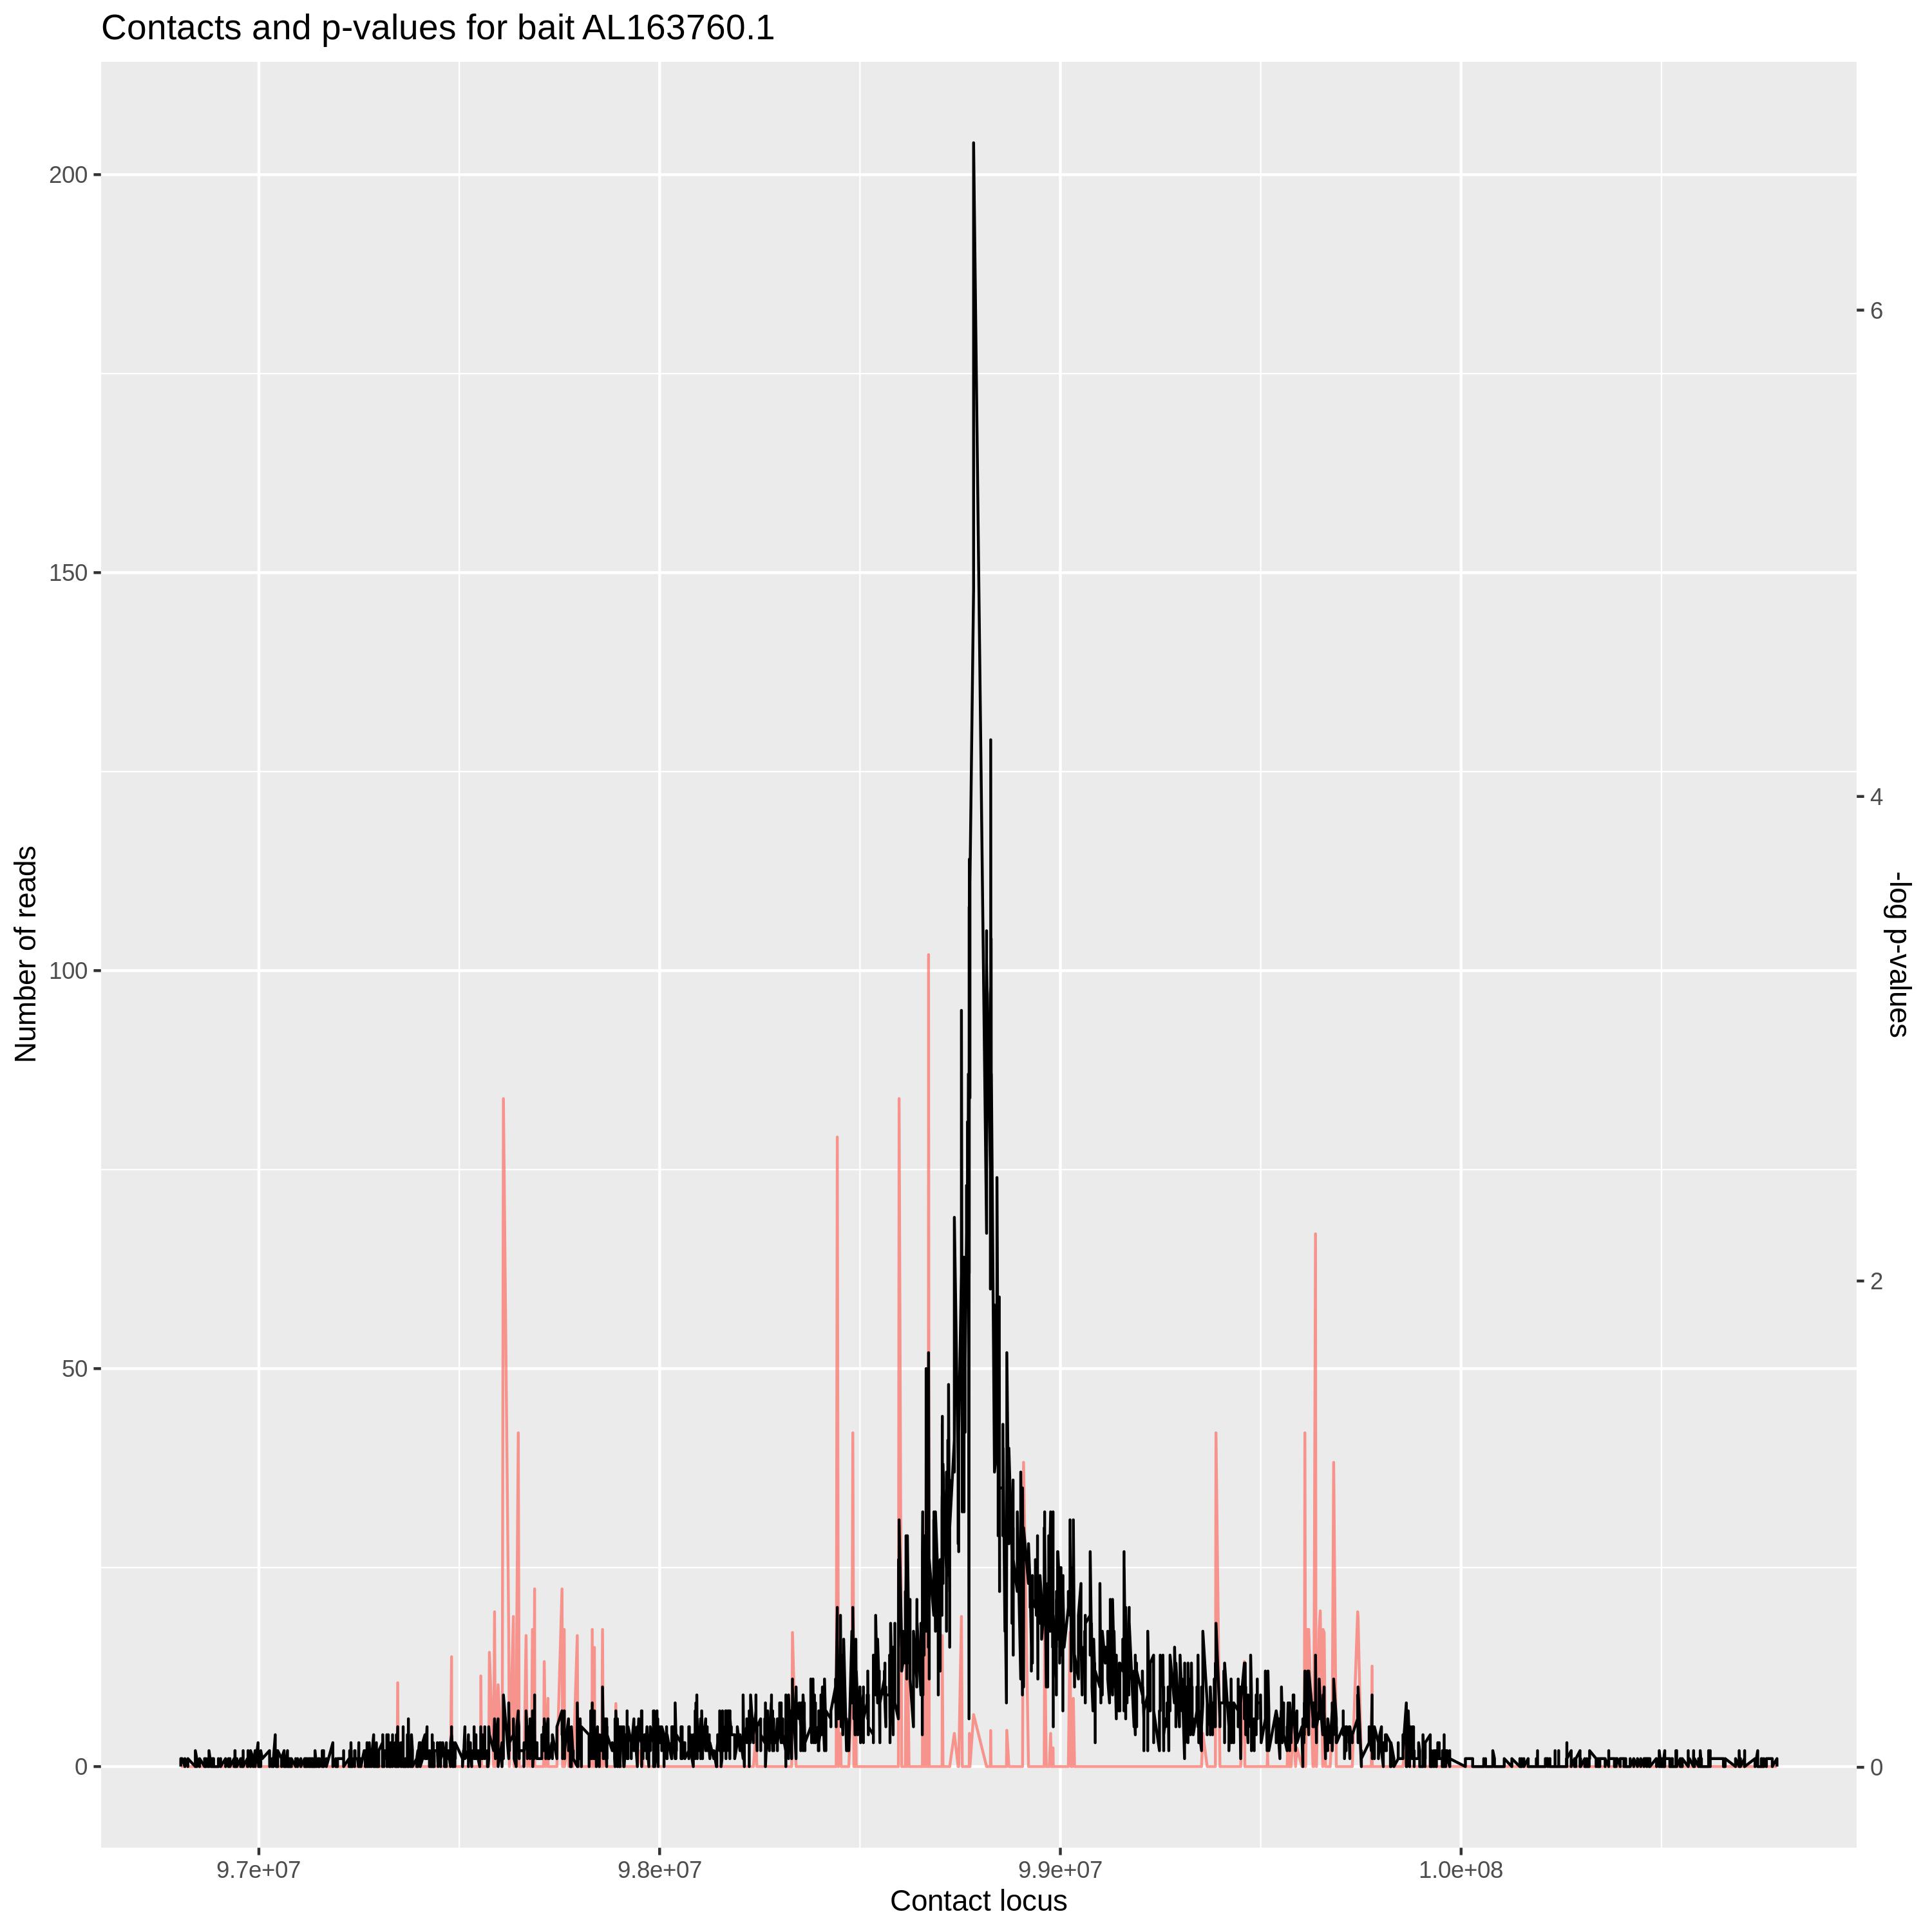 Contacts and p-values for bait AL163760.1
Number of reads
200
150
100
50
0
6
4
2
0
-log p-values
9.7e+07 9.8e+07 9.9e+07 1.0e+08
Contact locus